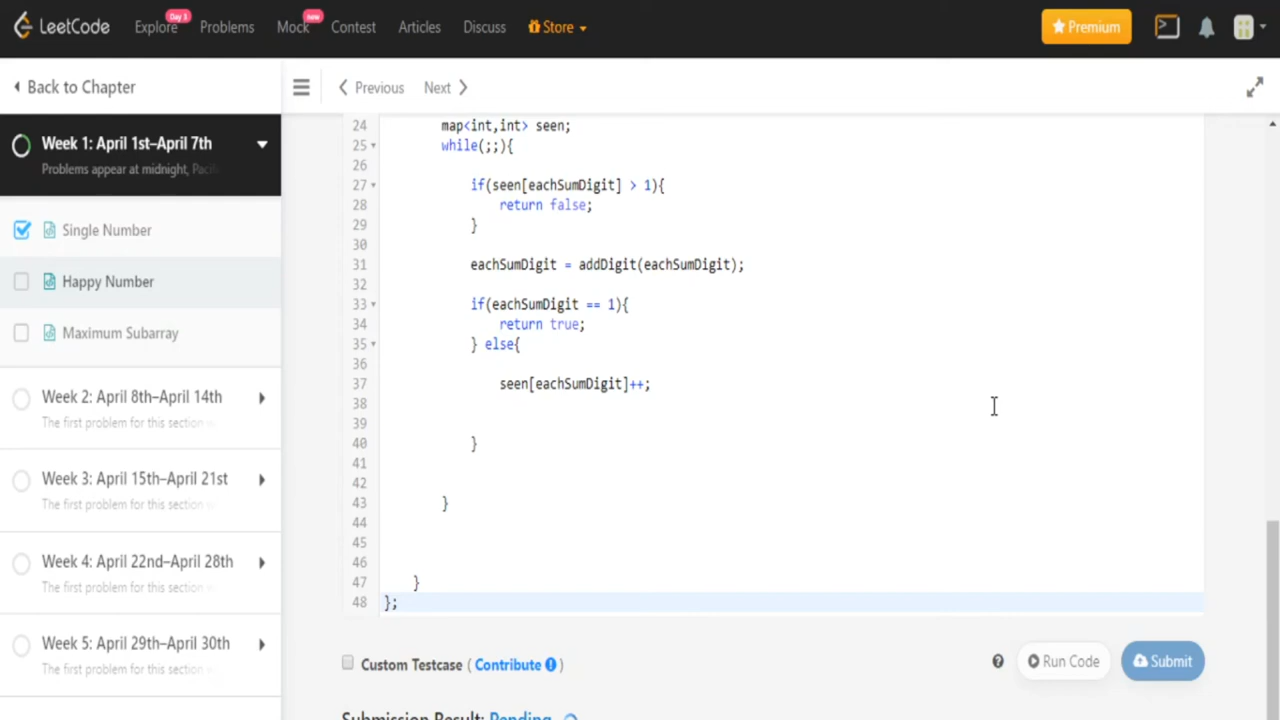 LeetCode Explore Day 3 Problems Mock new Contest Articles Discuss Store Premium
Back to Chapter
Previous Next
Week 1: April 1st–April 7th
Problems appear at midnight,
Single Number
Happy Number
Maximum Subarray
Week 2: April 8th–April 14th
The first problem for this section
Week 3: April 15th–April 21st
The first problem for this section
Week 4: April 22nd–April 28th
The first problem for this section
Week 5: April 29th–April 30th
The first problem for this section
24 map<int,int> seen;
25 while(;;){
26
27 if(seen[eachSumDigit] > 1){
28 return false;
29 }
30
31 eachSumDigit = addDigit(eachSumDigit);
32
33 if(eachSumDigit == 1){
34 return true;
35 } else{
36
37 seen[eachSumDigit]++;
38
39
40 }
41
42
43 }
44
45
46
47 }
48 };
Custom Testcase ( Contribute )
Run Code Submit
Submission Result: Pending